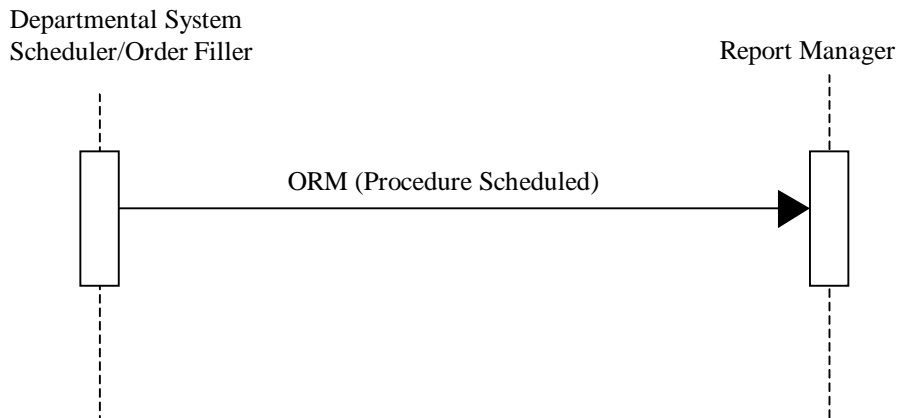 Departmental System
Scheduler/Order Filler
Report Manager
ORM (Procedure Scheduled)